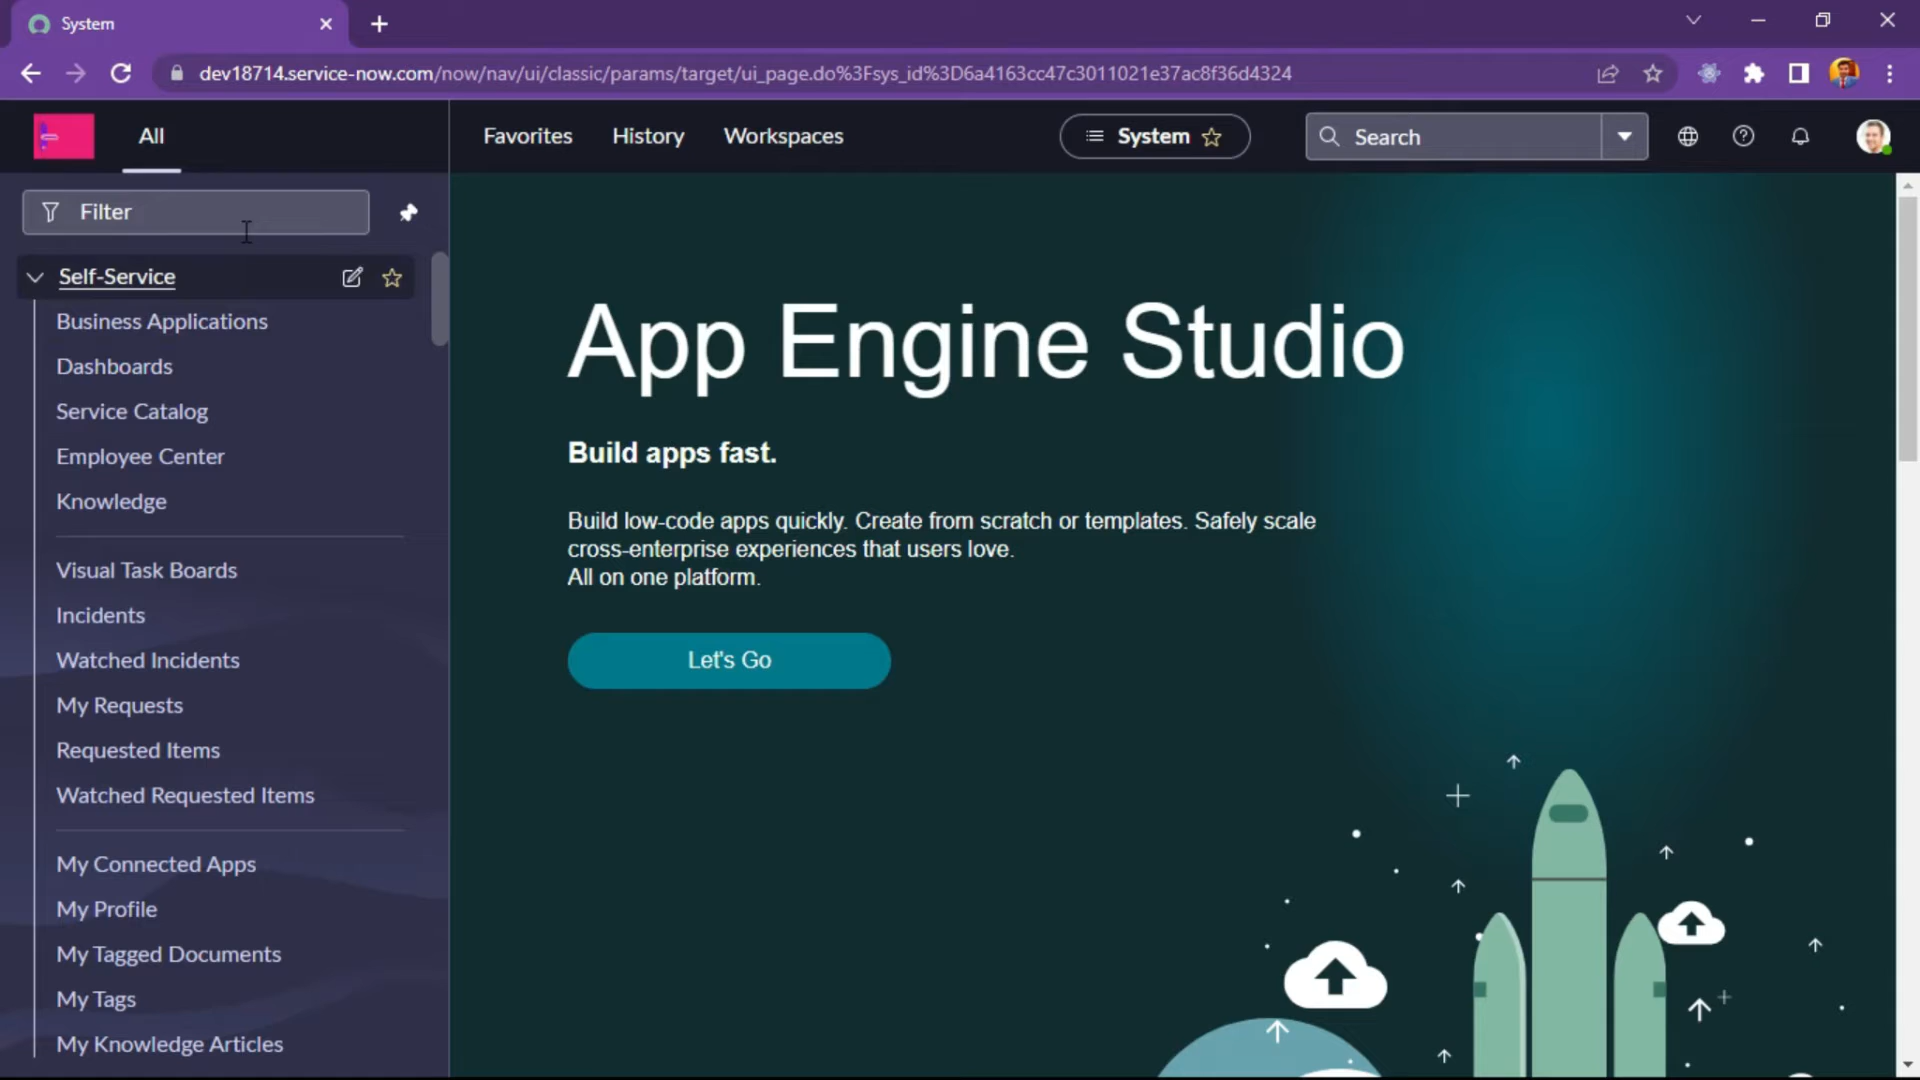 System
dev18714.service-now.com/now/nav/ui/classic/params/target/ui_page.do%3Fsys_id%3D6a4163cc47c3011021e37ac8f36d4324
All
Favorites
History
Workspaces
System
Search
Filter
Self-Service
Business Applications
Dashboards
Service Catalog
Employee Center
Knowledge
Visual Task Boards
Incidents
Watched Incidents
My Requests
Requested Items
Watched Requested Items
My Connected Apps
My Profile
My Tagged Documents
My Tags
My Knowledge Articles
App Engine Studio
Build apps fast.
Build low-code apps quickly. Create from scratch or templates. Safely scale
cross-enterprise experiences that users love.
All on one platform.
Let's Go